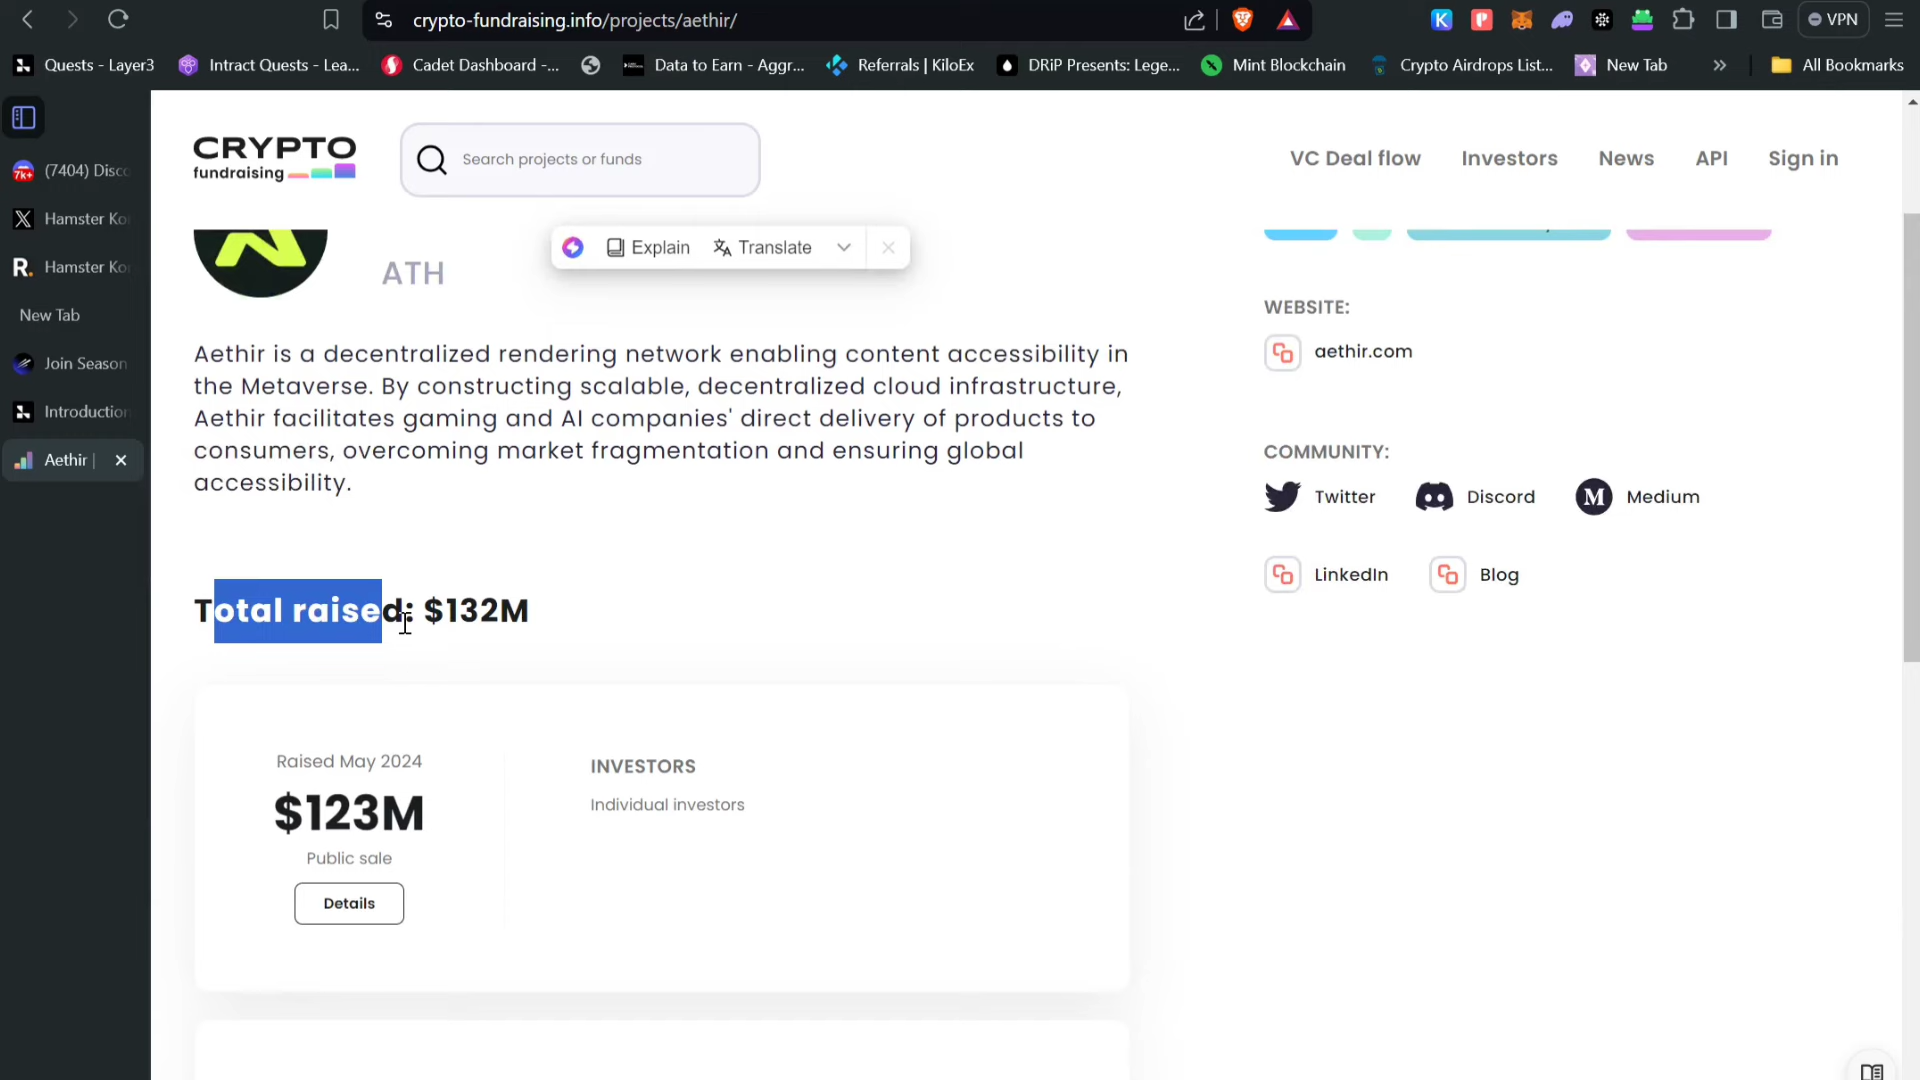 crypto-fundraising.info/projects/aethir/
VPN
Quests - Layer3
Intract Quests - Lea...
Cadet Dashboard -...
Data to Earn - Aggr...
Referrals | KiloEx
DRiP Presents: Lege...
Mint Blockchain
Crypto Airdrops List...
New Tab
All Bookmarks
(7404) Disco
Hamster Ko
Hamster Ko
New Tab
Join Season
Introduction
Aethir |
CRYPTO
fundraising
Search projects or funds
VC Deal flow
Investors
News
API
Sign in
ATH
Explain
Translate
Aethir is a decentralized rendering network enabling content accessibility in
the Metaverse. By constructing scalable, decentralized cloud infrastructure,
Aethir facilitates gaming and AI companies' direct delivery of products to
consumers, overcoming market fragmentation and ensuring global
accessibility.
Total raised: $132M
Raised May 2024
$123M
Public sale
Details
INVESTORS
Individual investors
WEBSITE:
aethir.com
COMMUNITY:
Twitter
Discord
Medium
LinkedIn
Blog